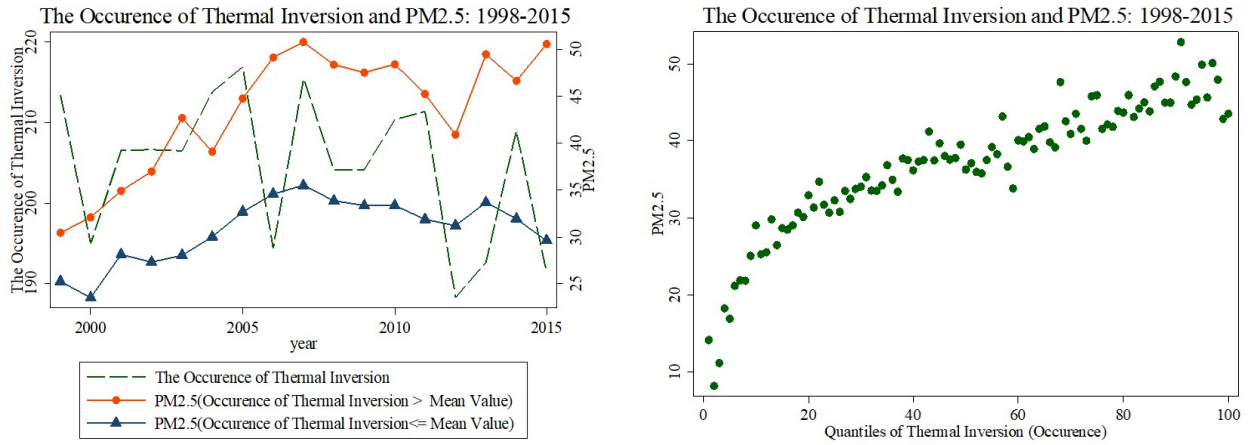 The Occurence of Thermal Inversion and PM2.5: 1998-2015
The Occurence of Thermal Inversion
220
210
200
190
50
45
40
35
30
25
PM2.5
2000
2005
2010
2015
year
The Occurence of Thermal Inversion
PM2.5(Occurence of Thermal Inversion > Mean Value)
PM2.5(Occurence of Thermal Inversion<= Mean Value)
The Occurence of Thermal Inversion and PM2.5: 1998-2015
PM2.5
50
40
30
20
10
0
20
40
60
80
100
Quantiles of Thermal Inversion (Occurence)